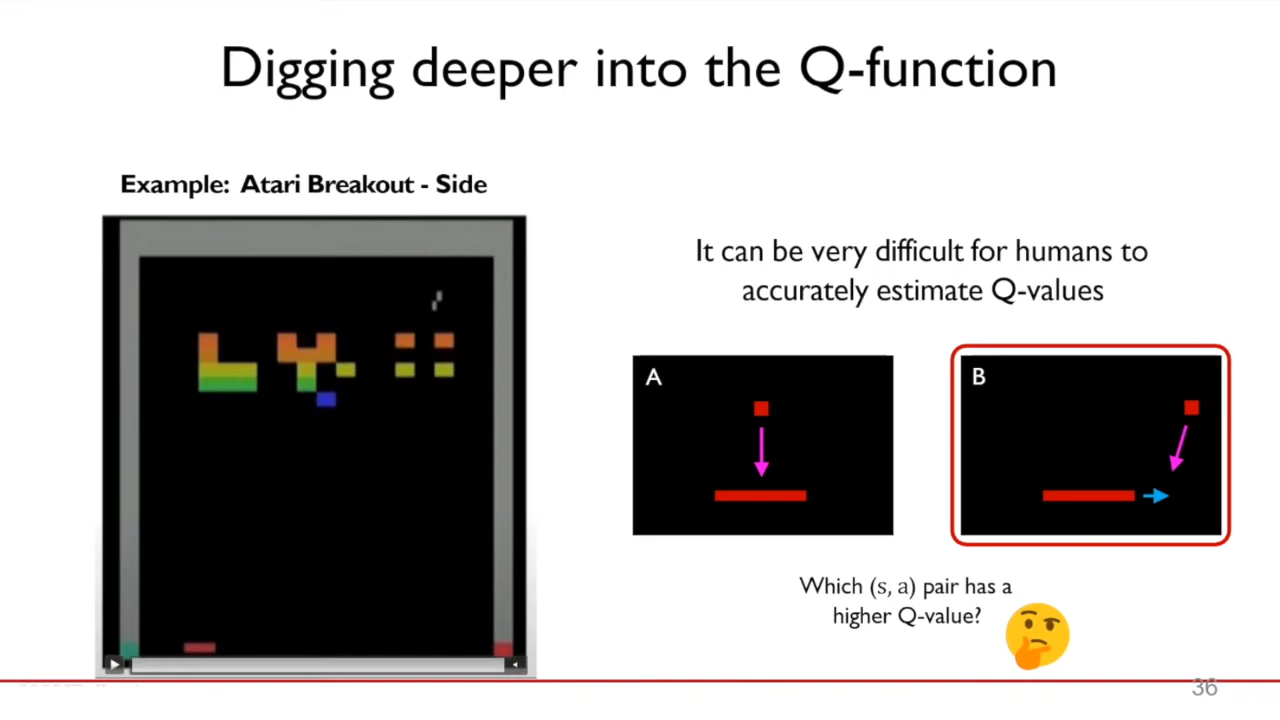 Digging deeper into the Q-function
Example: Atari Breakout - Side
It can be very difficult for humans to
accurately estimate Q-values
A
B
Which (s, a) pair has a
higher Q-value?
36